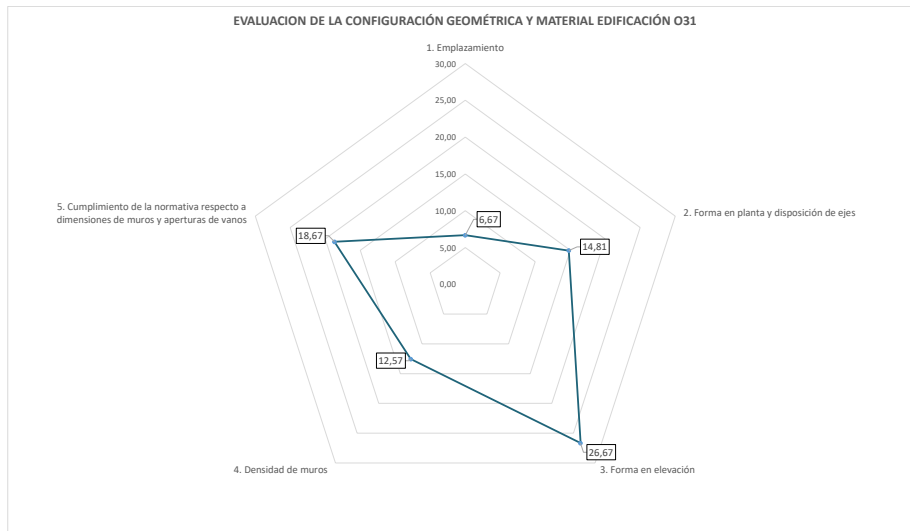 EVALUACION DE LA CONFIGURACIÓN GEOMÉTRICA Y MATERIAL EDIFICACIÓN O31
1. Emplazamiento
30,00
25,00
20,00
15,00
10,00
5,00
0,00
6,67
2. Forma en planta y disposición de ejes
14,81
5. Cumplimiento de la normativa respecto a
dimensiones de muros y aperturas de vanos
18,67
12,57
26,67
4. Densidad de muros
3. Forma en elevación